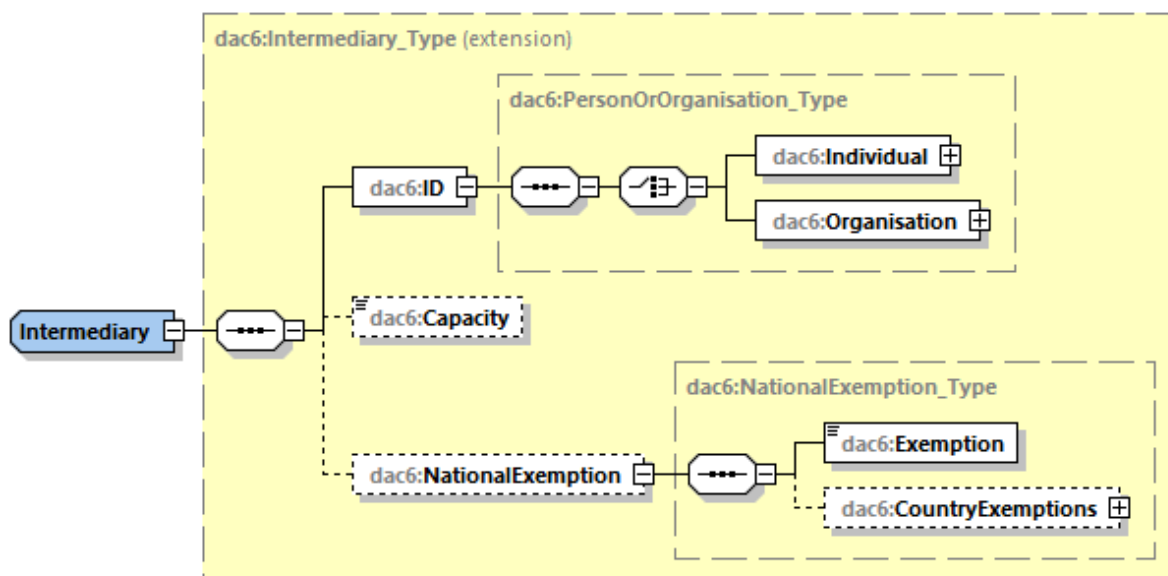 dac6:Intermediary_Type (extension)
dac6:PersonOrOrganisation_Type
dac6:Individual
dac6:ID
dac6:Organisation
dac6:Capacity
Intermediary
dac6:NationalExemption_Type
dac6:Exemption
dac6:NationalExemption
dac6:CountryExemptions